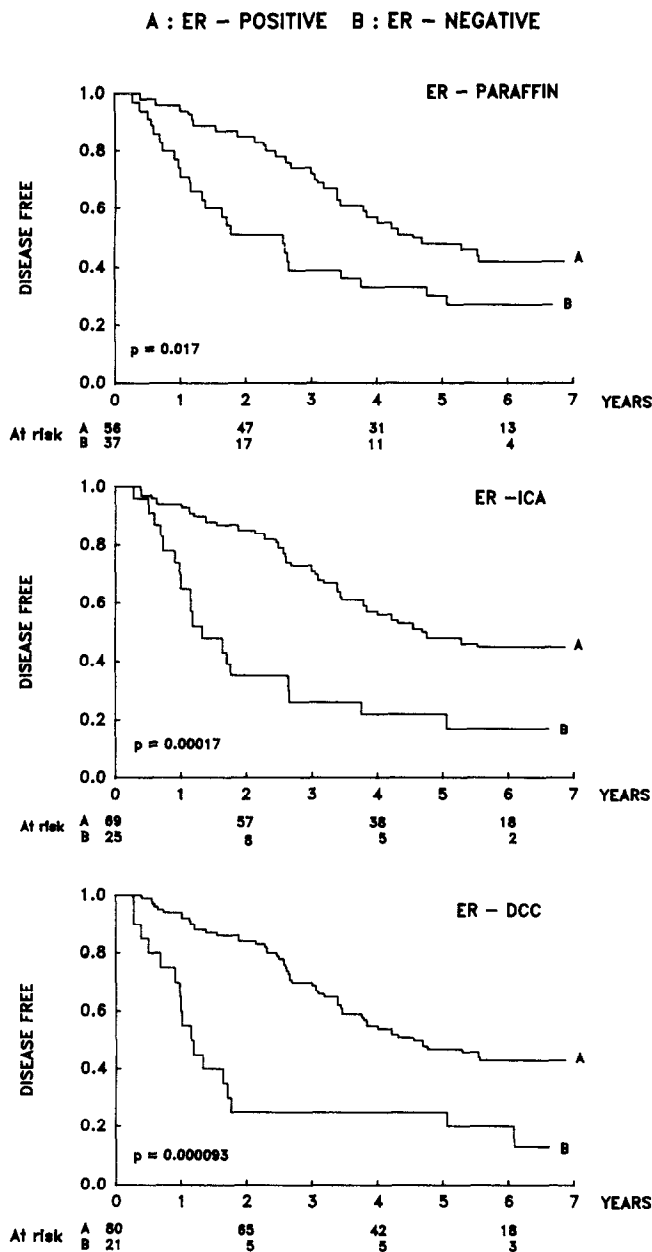 A : ER – POSITIVE B : ER – NEGATIVE
ER – PARAFFIN
1.0
0.8
0.6
0.4
0.2
0.0
DISEASE FREE
A
B
p = 0.017
0 1 2 3 4 5 6 7 YEARS
At risk
A 56 47 31 13
B 37 17 11 4
ER –ICA
1.0
0.8
0.6
0.4
0.2
0.0
DISEASE FREE
A
B
p = 0.00017
0 1 2 3 4 5 6 7 YEARS
At risk
A 69 57 38 18
B 25 8 5 2
ER – DCC
1.0
0.8
0.6
0.4
0.2
0.0
DISEASE FREE
A
B
p = 0.000093
0 1 2 3 4 5 6 7 YEARS
At risk
A 80 65 42 18
B 21 5 5 3